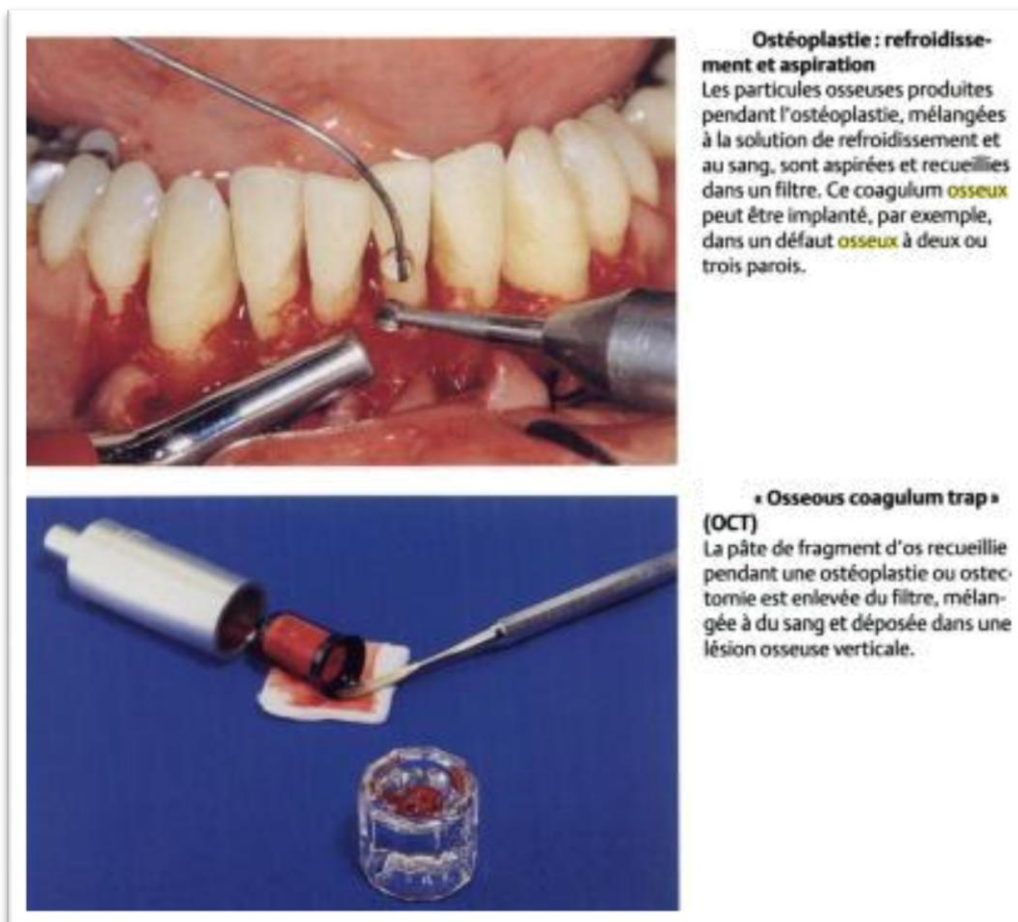 Ostéoplastie : refroidisse-
ment et aspiration
Les particules osseuses produites
pendant l'ostéoplastie, mélangées
à la solution de refroidissement et
au sang, sont aspirées et recueillies
dans un filtre. Ce coagulum osseux
peut être implanté, par exemple,
dans un défaut osseux à deux ou
trois parois.
« Osseous coagulum trap »
(OCT)
La pâte de fragment d'os recueillie
pendant une ostéoplastie ou ostec-
tomie est enlevée du filtre, mélan-
gée à du sang et déposée dans une
lésion osseuse verticale.